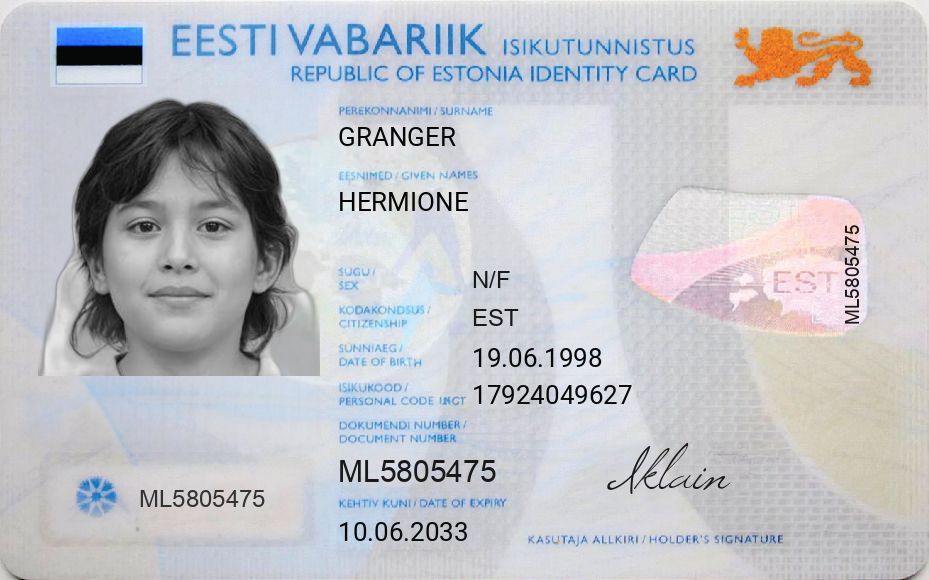 EESTI VABARIIK ISIKUTUNNISTUS
REPUBLIC OF ESTONIA IDENTITY CARD
PEREKONNANIMI / SURNAME
GRANGER
EESNIMED / GIVEN NAMES
HERMIONE
SUGU /
SEX
N/F
KODAKONDSUS /
CITIZENSHIP
EST
SÜNNIAEG /
DATE OF BIRTH
19.06.1998
ISIKUKOOD /
PERSONAL CODE
17924049627
DOKUMENDI NUMBER /
DOCUMENT NUMBER
ML5805475
KEHTIV KUNI / DATE OF EXPIRY
10.06.2033
ML5805475
EST
ML5805475
KASUTAJA ALLKIRI / HOLDER'S SIGNATURE